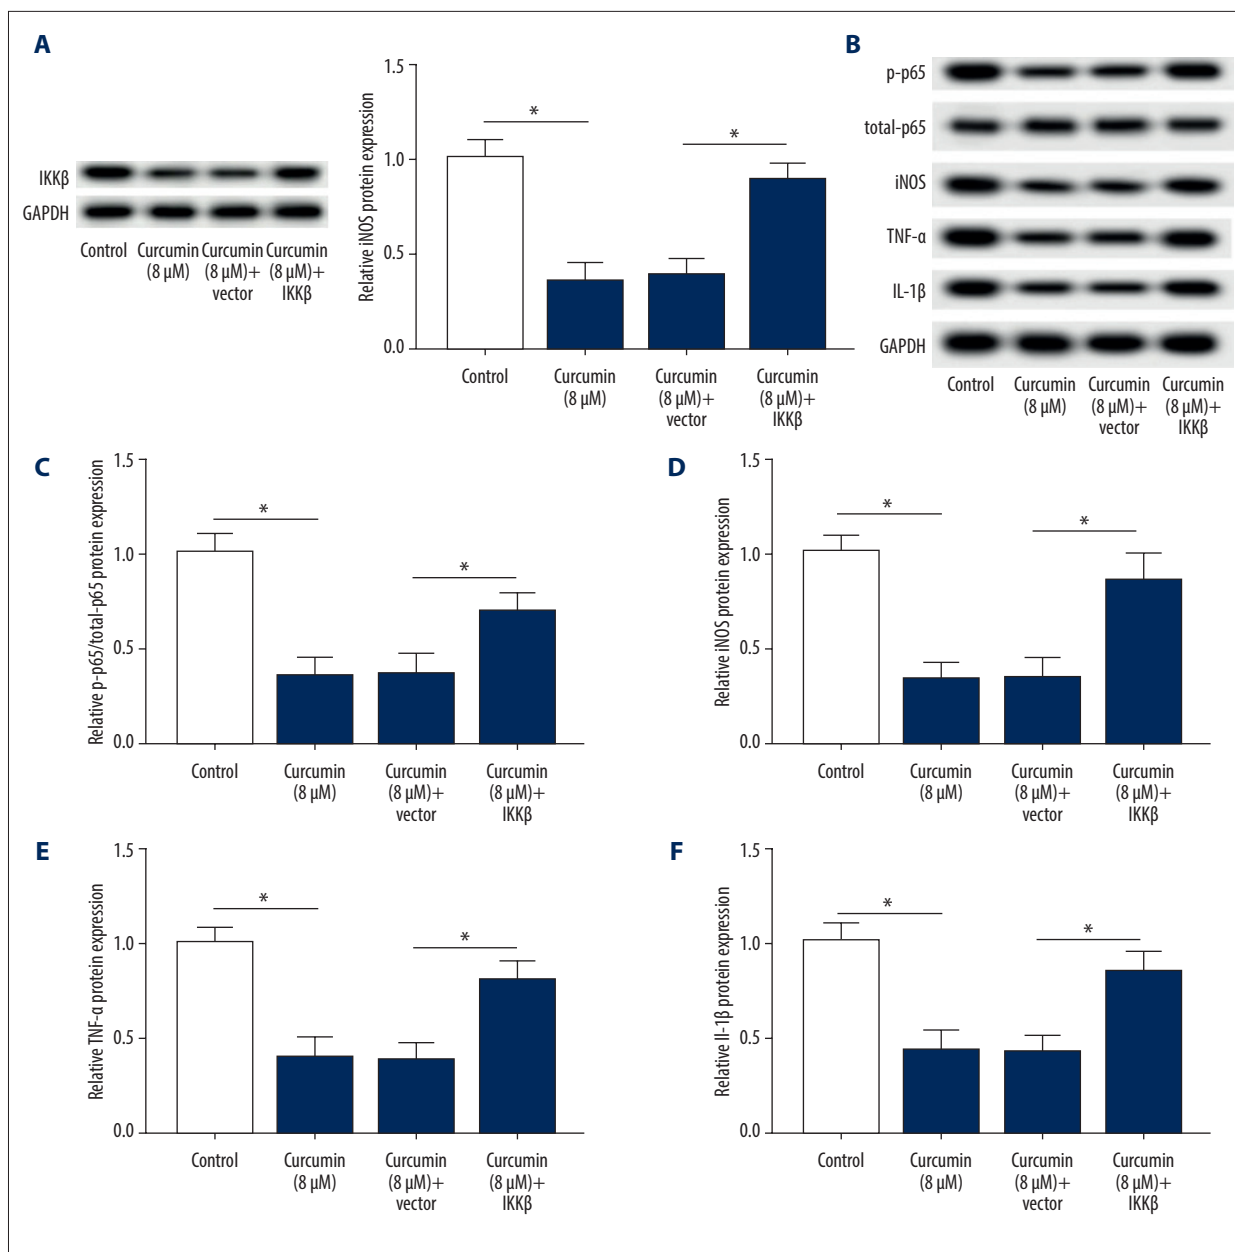 A
IKKβ
GAPDH
Control
Curcumin
(8 μM)
Curcumin
(8 μM)+
vector
Curcumin
(8 μM)+
IKKβ
Relative iNOS protein expression
1.5
1.0
0.5
0.0
*
*
Control
Curcumin
(8 μM)
Curcumin
(8 μM)+
vector
Curcumin
(8 μM)+
IKKβ
B
p-p65
total-p65
iNOS
TNF-α
IL-1β
GAPDH
Control
Curcumin
(8 μM)
Curcumin
(8 μM)+
vector
Curcumin
(8 μM)+
IKKβ
C
Relative p-p65/total-p65 protein expression
1.5
1.0
0.5
0.0
*
*
Control
Curcumin
(8 μM)
Curcumin
(8 μM)+
vector
Curcumin
(8 μM)+
IKKβ
D
Relative iNOS protein expression
1.5
1.0
0.5
0.0
*
*
Control
Curcumin
(8 μM)
Curcumin
(8 μM)+
vector
Curcumin
(8 μM)+
IKKβ
E
Relative TNF-α protein expression
1.5
1.0
0.5
0.0
*
*
Control
Curcumin
(8 μM)
Curcumin
(8 μM)+
vector
Curcumin
(8 μM)+
IKKβ
F
Relative Il-1β protein expression
1.5
1.0
0.5
0.0
*
*
Control
Curcumin
(8 μM)
Curcumin
(8 μM)+
vector
Curcumin
(8 μM)+
IKKβ